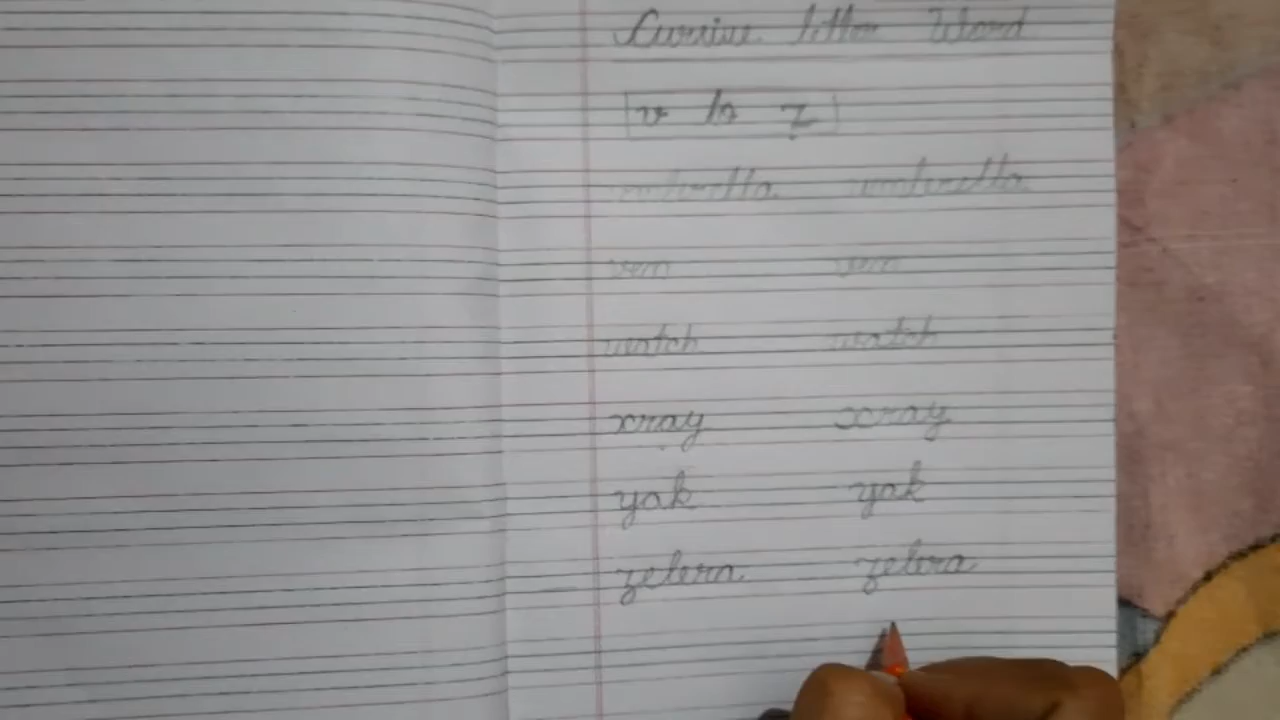 Cursive letter Word
v to z
umbrella umbrella
van van
watch watch
xray xray
yak yak
zebra zebra